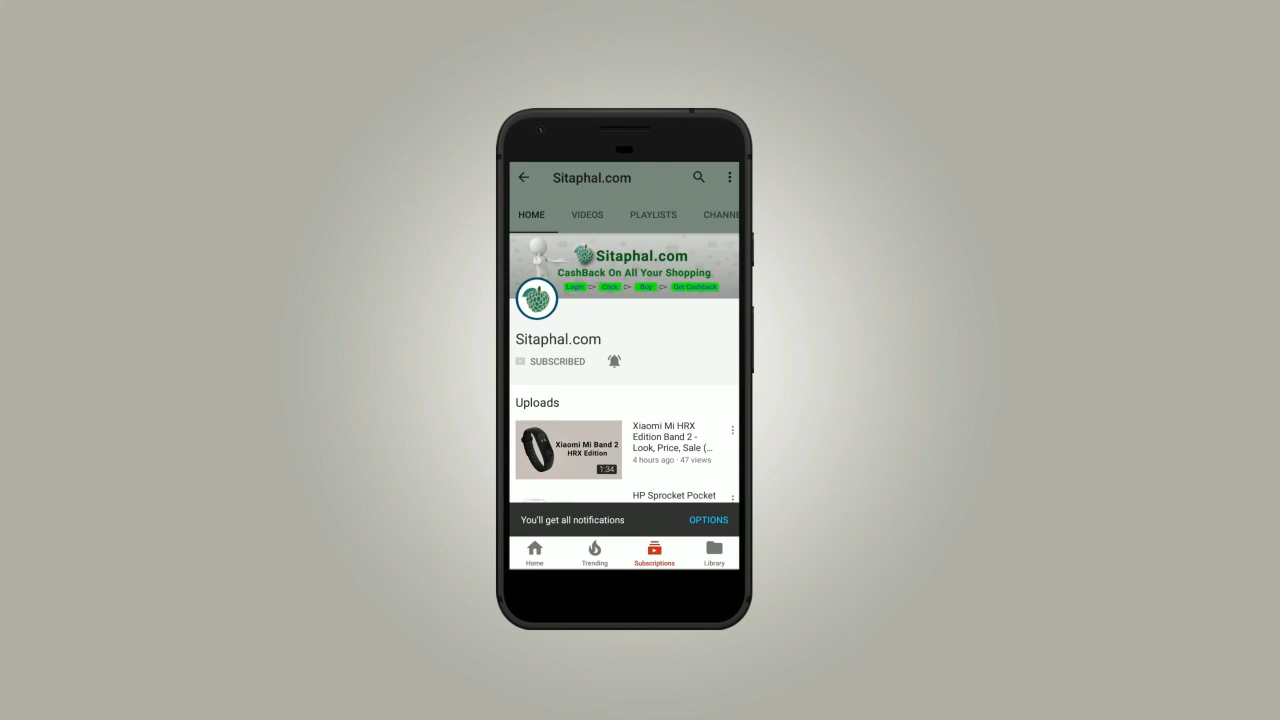 Sitaphal.com
HOME VIDEOS PLAYLISTS CHANNE
Sitaphal.com
CashBack On All Your Shopping
Login Click Buy Get Cashback
Sitaphal.com
SUBSCRIBED
Uploads
Xiaomi Mi Band 2
HRX Edition
1:34
Xiaomi Mi HRX
Edition Band 2 -
Look, Price, Sale (...
4 hours ago · 47 views
HP Sprocket Pocket
You'll get all notifications OPTIONS
Home Trending Subscriptions Library